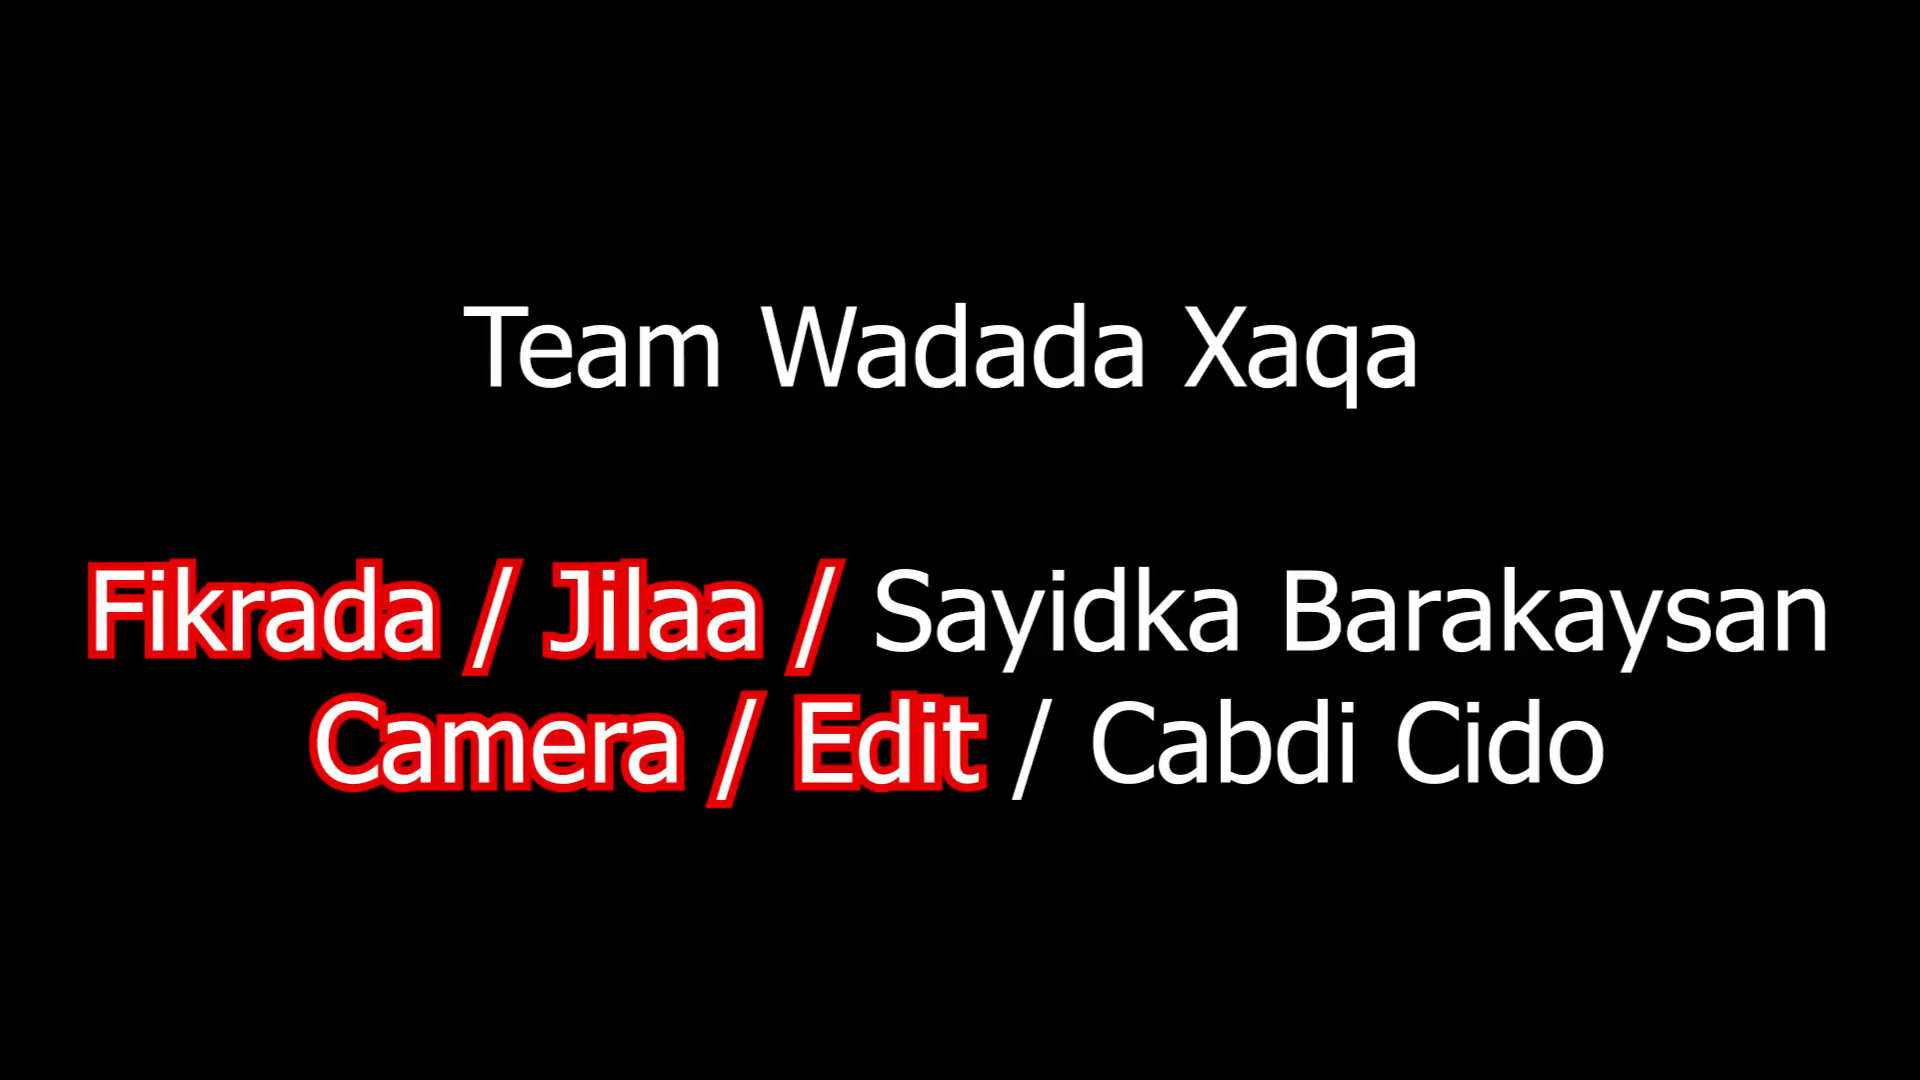 Team Wadada Xaqa
Fikrada / Jilaa / Sayidka Barakaysan
Camera / Edit / Cabdi Cido